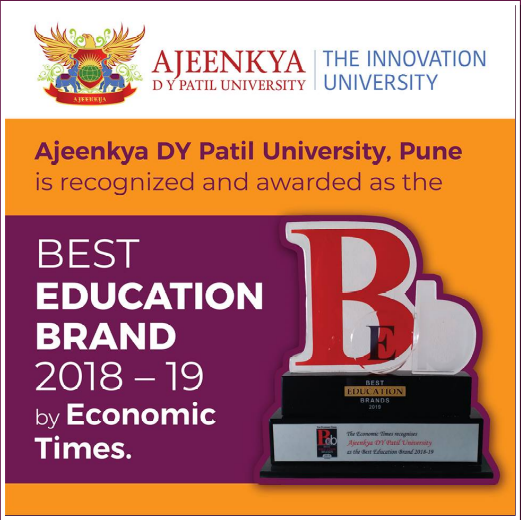 AJEENKYA
D Y PATIL UNIVERSITY
THE INNOVATION
UNIVERSITY
AJEENKYA
Ajeenkya DY Patil University, Pune
is recognized and awarded as the
BEST
EDUCATION
BRAND
2018 – 19
by Economic
Times.
Bb
E
BEST
EDUCATION
BRANDS
2019
The Economic Times recognises
Ajeenkya DY Patil University
as the Best Education Brand 2018-19